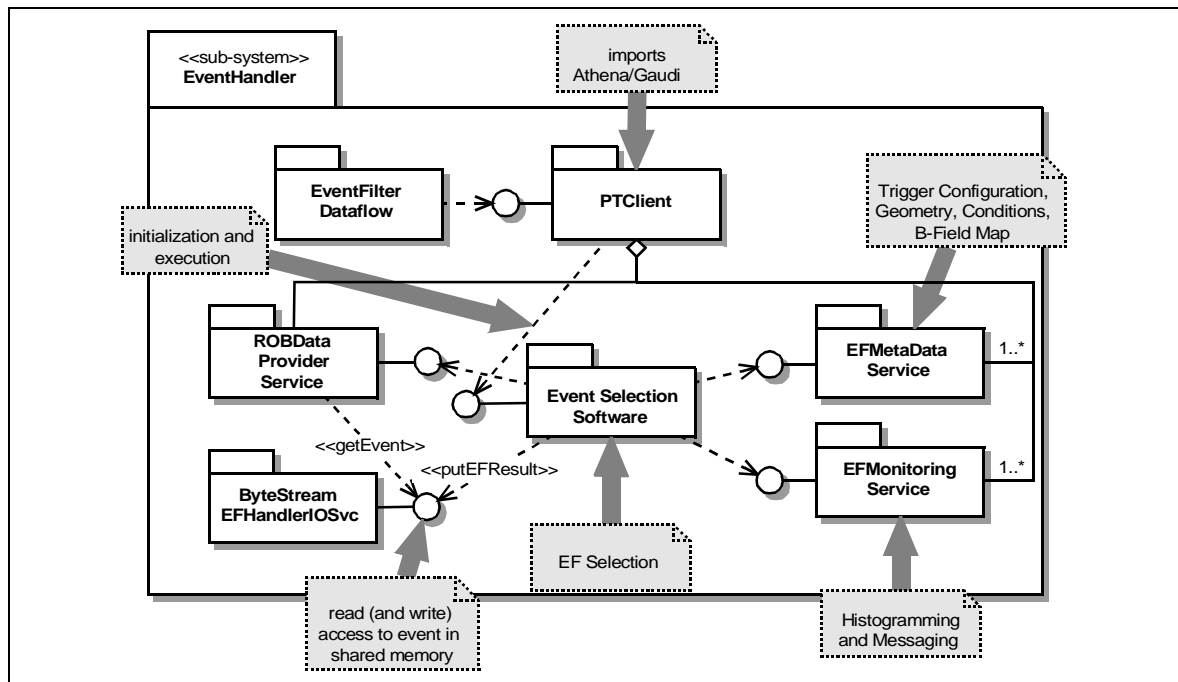 <<sub-system>>
EventHandler
imports
Athena/Gaudi
EventFilter
Dataflow
PTClient
Trigger Configuration,
Geometry, Conditions,
B-Field Map
initialization and
execution
ROBData
Provider
Service
Event Selection
Software
EFMetaData
Service
1..*
<<getEvent>>
<<putEFResult>>
ByteStream
EFHandlerIOSvc
EFMonitoring
Service
1..*
EF Selection
read (and write)
access to event in
shared memory
Histogramming
and Messaging